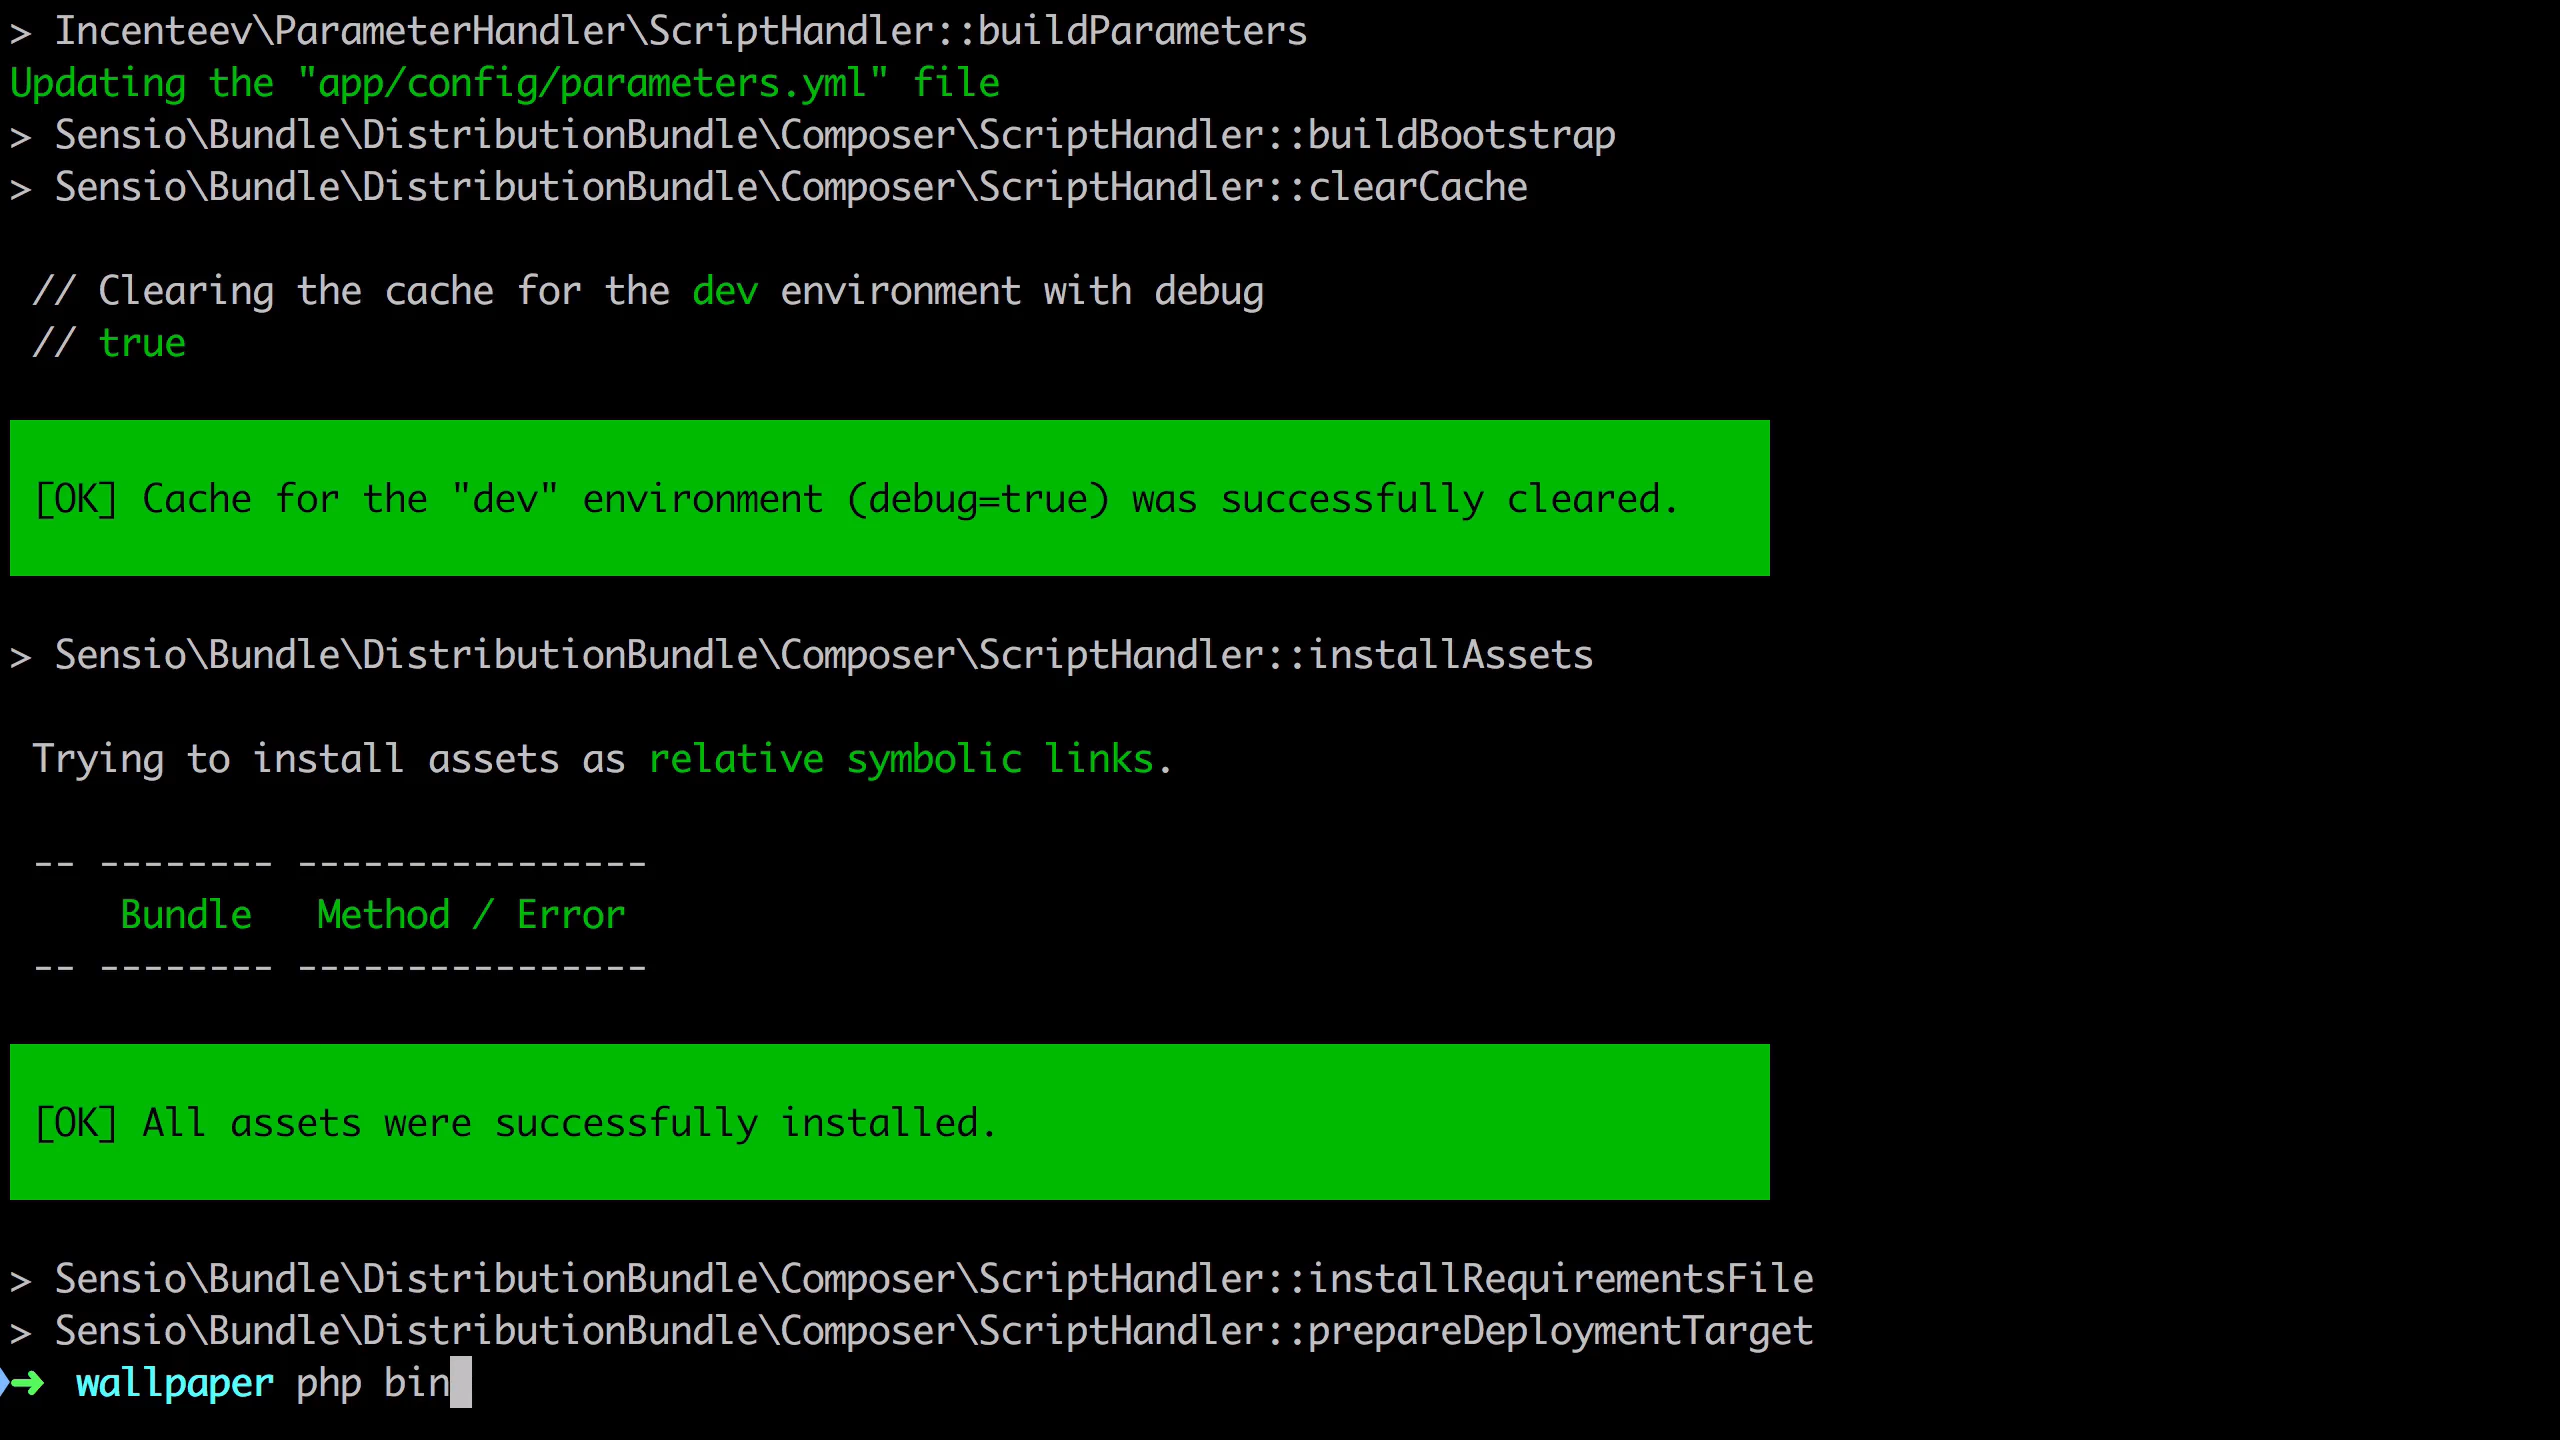 > Incenteev\ParameterHandler\ScriptHandler::buildParameters
Updating the "app/config/parameters.yml" file
> Sensio\Bundle\DistributionBundle\Composer\ScriptHandler::buildBootstrap
> Sensio\Bundle\DistributionBundle\Composer\ScriptHandler::clearCache
// Clearing the cache for the dev environment with debug
// true
[OK] Cache for the "dev" environment (debug=true) was successfully cleared.
> Sensio\Bundle\DistributionBundle\Composer\ScriptHandler::installAssets
Trying to install assets as relative symbolic links.
-- -------- ----------------
Bundle Method / Error
-- -------- ----------------
[OK] All assets were successfully installed.
> Sensio\Bundle\DistributionBundle\Composer\ScriptHandler::installRequirementsFile
> Sensio\Bundle\DistributionBundle\Composer\ScriptHandler::prepareDeploymentTarget
➜ wallpaper php bin